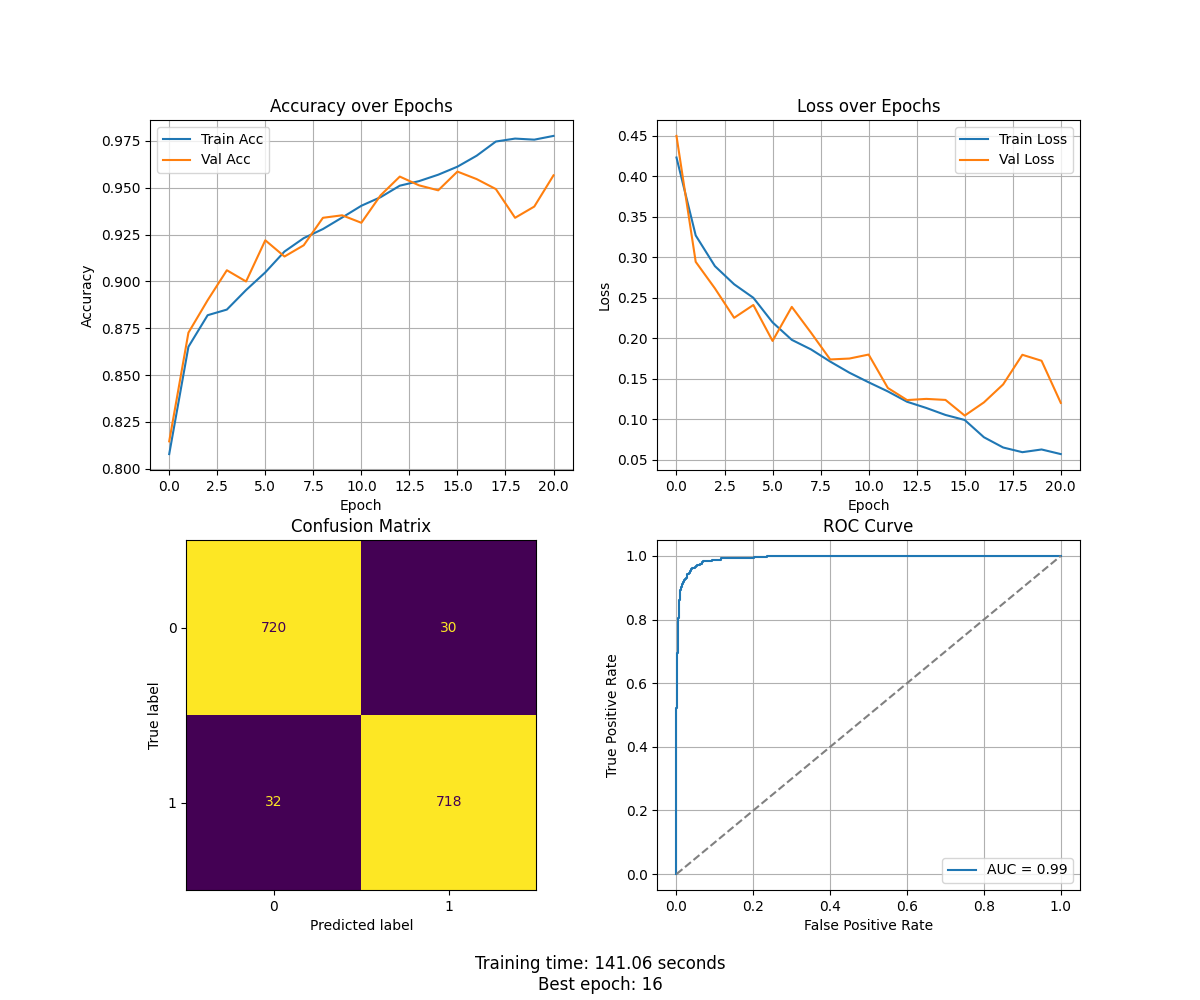 Accuracy over Epochs
Train Acc
Val Acc
0.975
0.950
0.925
0.900
0.875
0.850
0.825
0.800
Accuracy
0.0 2.5 5.0 7.5 10.0 12.5 15.0 17.5 20.0
Epoch
Loss over Epochs
Train Loss
Val Loss
0.45
0.40
0.35
0.30
0.25
0.20
0.15
0.10
0.05
Loss
0.0 2.5 5.0 7.5 10.0 12.5 15.0 17.5 20.0
Epoch
Confusion Matrix
True label
0
720 30
1
32 718
0 1
Predicted label
ROC Curve
1.0
0.8
0.6
0.4
0.2
0.0
True Positive Rate
AUC = 0.99
0.0 0.2 0.4 0.6 0.8 1.0
False Positive Rate
Training time: 141.06 seconds
Best epoch: 16